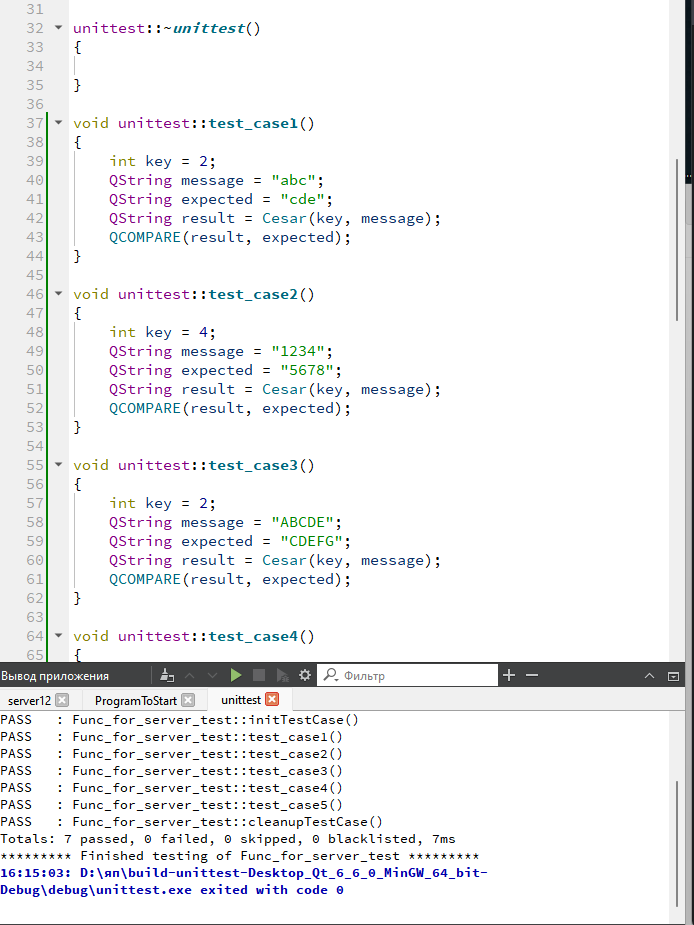 31
32 unittest::~unittest()
33 {
34
35 }
36
37 void unittest::test_case1()
38 {
39 int key = 2;
40 QString message = "abc";
41 QString expected = "cde";
42 QString result = Cesar(key, message);
43 QCOMPARE(result, expected);
44 }
45
46 void unittest::test_case2()
47 {
48 int key = 4;
49 QString message = "1234";
50 QString expected = "5678";
51 QString result = Cesar(key, message);
52 QCOMPARE(result, expected);
53 }
54
55 void unittest::test_case3()
56 {
57 int key = 2;
58 QString message = "ABCDE";
59 QString expected = "CDEFG";
60 QString result = Cesar(key, message);
61 QCOMPARE(result, expected);
62 }
63
64 void unittest::test_case4()
65 {
Вывод приложения Фильтр
server12 ProgramToStart unittest
PASS : Func_for_server_test::initTestCase()
PASS : Func_for_server_test::test_case1()
PASS : Func_for_server_test::test_case2()
PASS : Func_for_server_test::test_case3()
PASS : Func_for_server_test::test_case4()
PASS : Func_for_server_test::test_case5()
PASS : Func_for_server_test::cleanupTestCase()
Totals: 7 passed, 0 failed, 0 skipped, 0 blacklisted, 7ms
********* Finished testing of Func_for_server_test *********
16:15:03: D:\яп\build-unittest-Desktop_Qt_6_6_0_MinGW_64_bit-
Debug\debug\unittest.exe exited with code 0